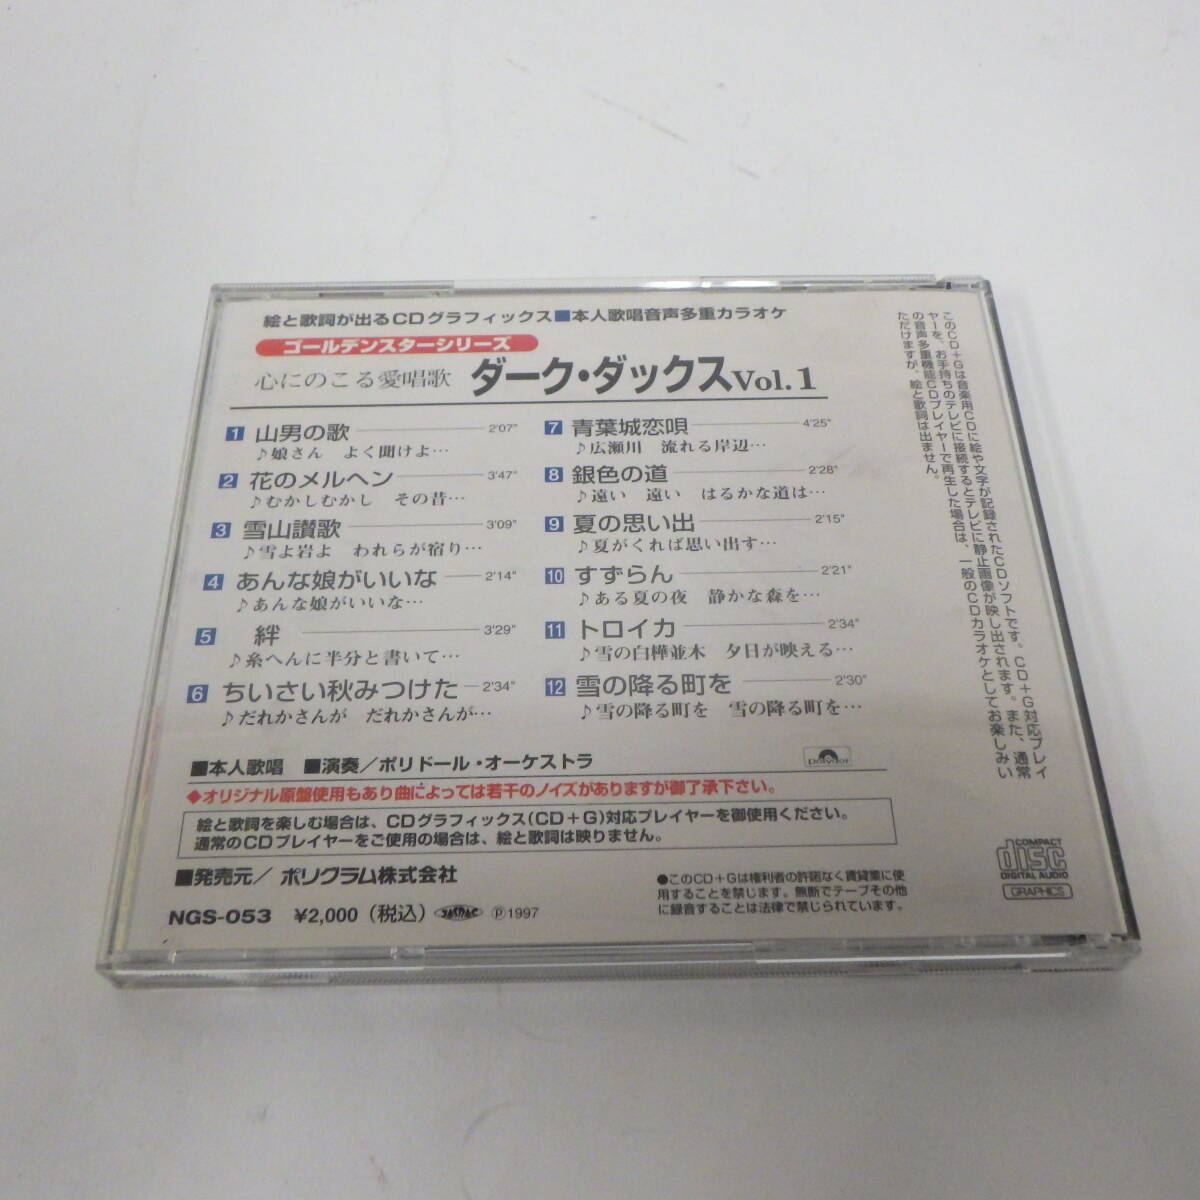 絵と歌詞が出るCDグラフィックス■本人歌唱音声多重カラオケ
ゴールデンスターシリーズ
心にのこる愛唱歌 ダーク・ダックスVol.1
1 山男の歌 2'07"
♪娘さん よく聞けよ…
2 花のメルヘン 3'47"
♪むかしむかし その昔…
3 雪山讃歌 3'09"
♪雪よ岩よ われらが宿り…
4 あんな娘がいいな 2'14"
♪あんな娘がいいな…
5 絆 3'29"
♪糸へんに半分と書いて…
6 ちいさい秋みつけた 2'34"
♪だれかさんが だれかさんが…
7 青葉城恋唄 4'25"
♪広瀬川 流れる岸辺…
8 銀色の道 2'28"
♪遠い 遠い はるかな道は…
9 夏の思い出 2'15"
♪夏がくれば思い出す…
10 すずらん 2'21"
♪ある夏の夜 静かな森を…
11 トロイカ 2'34"
♪雪の白樺並木 夕日が映える…
12 雪の降る町を 2'30"
♪雪の降る町を 雪の降る町を…
このCD+Gは音楽用CDに絵や文字が記録されたCDソフトです。CD+G対応プレイ
ヤーを、お手持ちのテレビに接続するとテレビに静止画像が映し出されます。また、通常
の音声多重機能CDプレイヤーで再生した場合は、一般のCDカラオケとしてお楽しみい
ただけますが、絵と歌詞は出ません。
■本人歌唱 ■演奏/ポリドール・オーケストラ
polydor
◆オリジナル原盤使用もあり曲によっては若干のノイズがありますが御了承下さい。
絵と歌詞を楽しむ場合は、CDグラフィックス(CD+G)対応プレイヤーを御使用ください。
通常のCDプレイヤーをご使用の場合は、絵と歌詞は映りません。
■発売元/ポリグラム株式会社
NGS-053 ¥2,000(税込) JASRAC ℗1997
●このCD+Gは権利者の許諾なく賃貸業に使
用することを禁じます。無断でテープその他
に録音することは法律で禁じられています。
COMPACT
disc
DIGITAL AUDIO
GRAPHICS